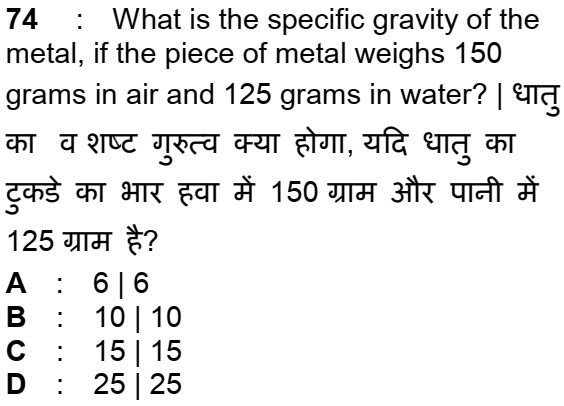 74 : What is the specific gravity of the
metal, if the piece of metal weighs 150
grams in air and 125 grams in water? | धातु
का व शष्ट गुरुत्व क्या होगा, यदि धातु का
टुकडे का भार हवा में 150 ग्राम और पानी में
125 ग्राम है?
A : 6 | 6
B : 10 | 10
C : 15 | 15
D : 25 | 25